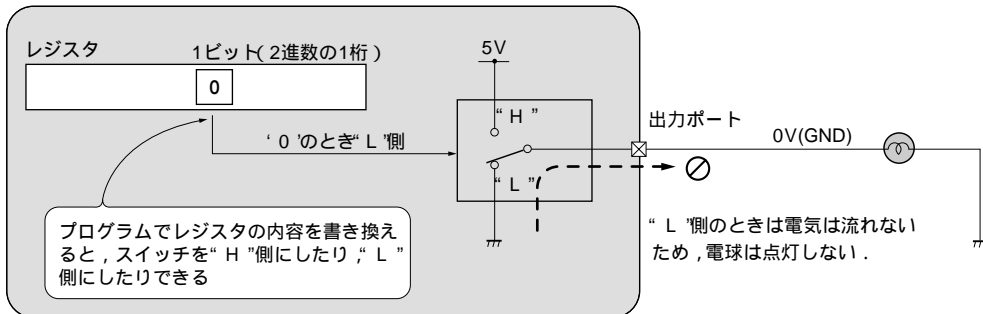 レジスタ
1ビット(2進数の1桁)
0
5V
“H”
‘0’のとき“L”側
“L”
出力ポート
0V(GND)
プログラムでレジスタの内容を書き換え
ると,スイッチを“H”側にしたり,“L”
側にしたりできる
“L”側のときは電気は流れない
ため,電球は点灯しない.